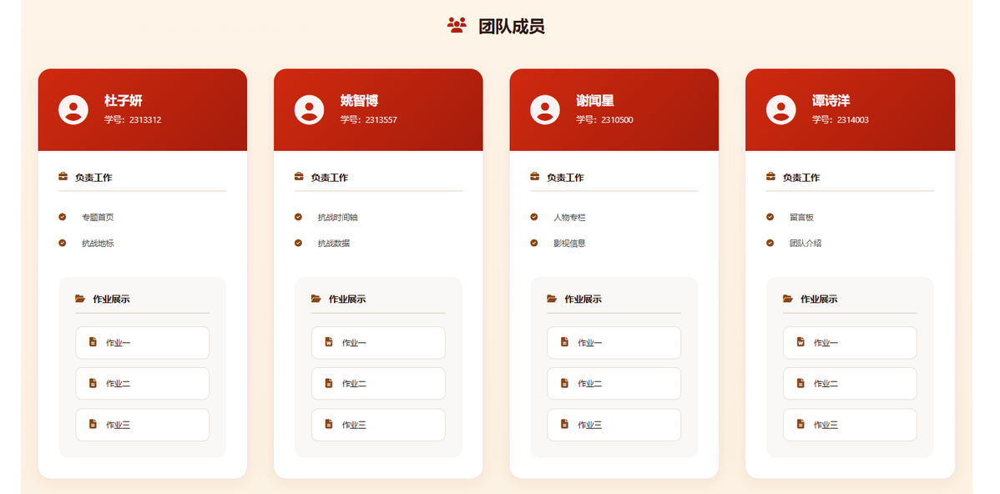 团队成员
杜子妍
学号：2313312
负责工作
专题首页
抗战地标
作业展示
作业一
作业二
作业三
姚智博
学号：2313557
负责工作
抗战时间轴
抗战数据
作业展示
作业一
作业二
作业三
谢闻星
学号：2310500
负责工作
人物专栏
影视信息
作业展示
作业一
作业二
作业三
谭诗洋
学号：2314003
负责工作
留言板
团队介绍
作业展示
作业一
作业二
作业三